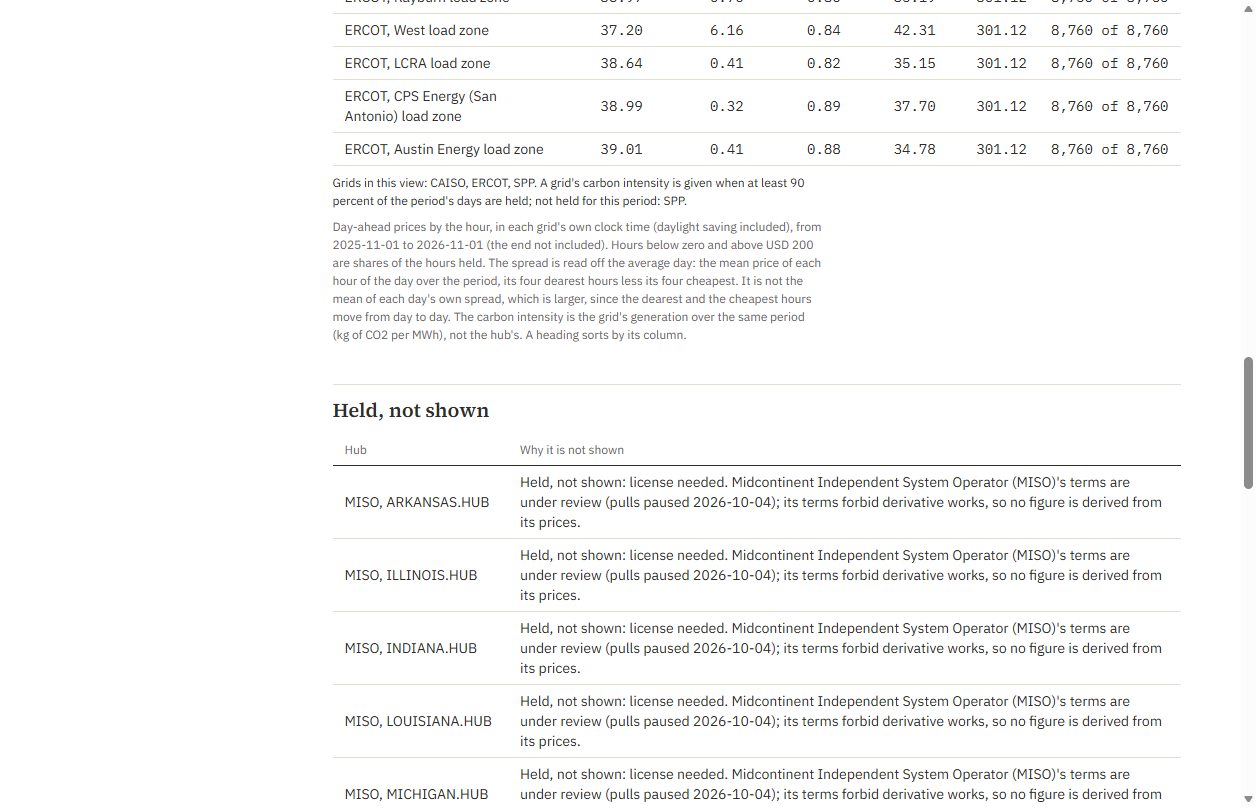 ERCOT, West load zone 37.20 6.16 0.84 42.31 301.12 8,760 of 8,760
ERCOT, LCRA load zone 38.64 0.41 0.82 35.15 301.12 8,760 of 8,760
ERCOT, CPS Energy (San
Antonio) load zone 38.99 0.32 0.89 37.70 301.12 8,760 of 8,760
ERCOT, Austin Energy load zone 39.01 0.41 0.88 34.78 301.12 8,760 of 8,760
Grids in this view: CAISO, ERCOT, SPP. A grid's carbon intensity is given when at least 90
percent of the period's days are held; not held for this period: SPP.
Day-ahead prices by the hour, in each grid's own clock time (daylight saving included), from
2025-11-01 to 2026-11-01 (the end not included). Hours below zero and above USD 200
are shares of the hours held. The spread is read off the average day: the mean price of each
hour of the day over the period, its four dearest hours less its four cheapest. It is not the
mean of each day's own spread, which is larger, since the dearest and the cheapest hours
move from day to day. The carbon intensity is the grid's generation over the same period
(kg of CO2 per MWh), not the hub's. A heading sorts by its column.
Held, not shown
Hub Why it is not shown
Held, not shown: license needed. Midcontinent Independent System Operator (MISO)'s terms are
MISO, ARKANSAS.HUB under review (pulls paused 2026-10-04); its terms forbid derivative works, so no figure is derived from
its prices.
Held, not shown: license needed. Midcontinent Independent System Operator (MISO)'s terms are
MISO, ILLINOIS.HUB under review (pulls paused 2026-10-04); its terms forbid derivative works, so no figure is derived from
its prices.
Held, not shown: license needed. Midcontinent Independent System Operator (MISO)'s terms are
MISO, INDIANA.HUB under review (pulls paused 2026-10-04); its terms forbid derivative works, so no figure is derived from
its prices.
Held, not shown: license needed. Midcontinent Independent System Operator (MISO)'s terms are
MISO, LOUISIANA.HUB under review (pulls paused 2026-10-04); its terms forbid derivative works, so no figure is derived from
its prices.
Held, not shown: license needed. Midcontinent Independent System Operator (MISO)'s terms are
MISO, MICHIGAN.HUB under review (pulls paused 2026-10-04); its terms forbid derivative works, so no figure is derived from